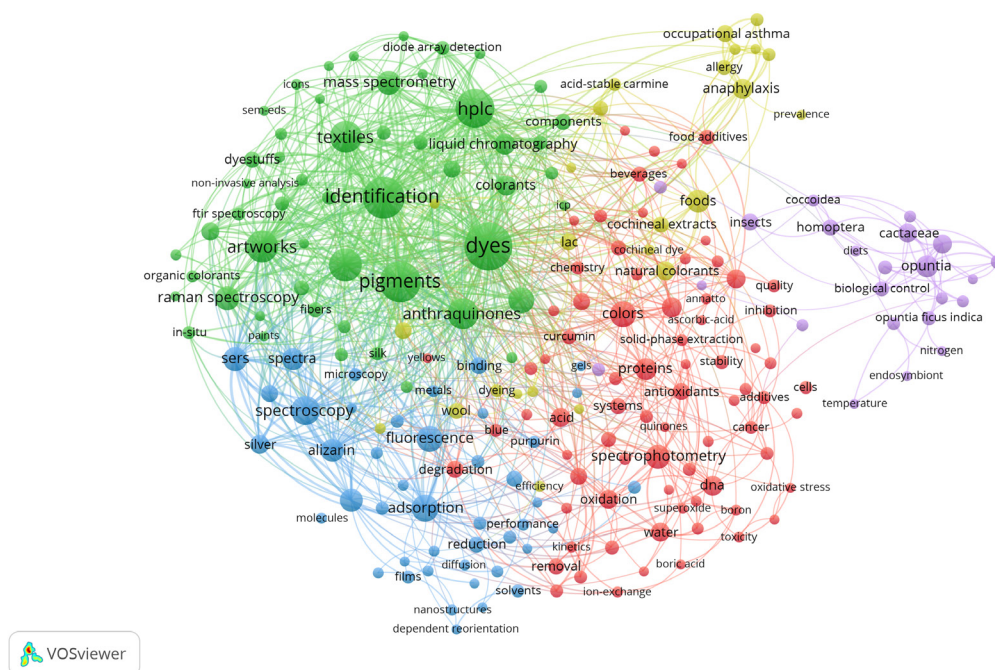 occupational asthma
diode array detection
allergy
icons
mass spectrometry
acid-stable carmine
anaphylaxis
sem-eds
hplc
components
prevalence
textiles
food additives
liquid chromatography
dyestuffs
beverages
non-invasive analysis
colorants
identification
foods
coccoidea
icp
ftir spectroscopy
cochineal extracts
insects
homoptera
cactaceae
artworks
dyes
lac
cochineal dye
diets
opuntia
chemistry
natural colorants
organic colorants
pigments
quality
biological control
raman spectroscopy
annatto
fibers
anthraquinones
colors
inhibition
ascorbic-acid
opuntia ficus indica
in-situ
paints
curcumin
solid-phase extraction
silk
yellows
nitrogen
sers
spectra
binding
gels
proteins
stability
microscopy
endosymbiont
metals
dyeing
antioxidants
cells
additives
temperature
spectroscopy
wool
systems
acid
quinones
cancer
blue
silver
fluorescence
purpurin
alizarin
spectrophotometry
degradation
efficiency
dna
oxidative stress
oxidation
adsorption
superoxide
boron
molecules
performance
water
toxicity
reduction
kinetics
diffusion
removal
boric acid
films
solvents
ion-exchange
nanostructures
dependent reorientation
VOSviewer